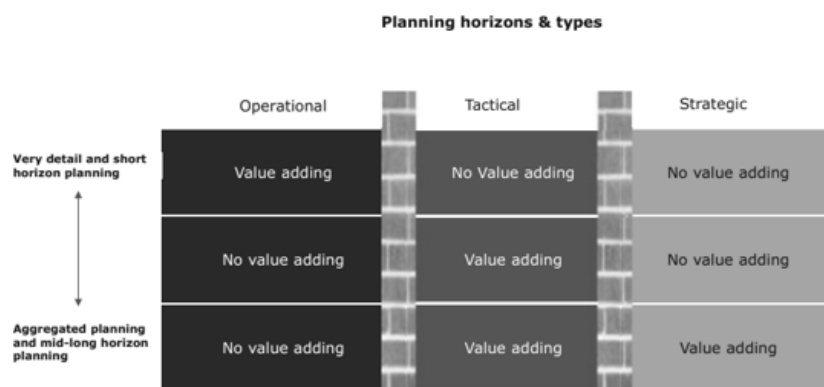 Planning horizons & types
Operational
Tactical
Strategic
Very detail and short
horizon planning
Value adding
No Value adding
No value adding
No value adding
Value adding
No value adding
Aggregated planning
and mid-long horizon
planning
No value adding
Value adding
Value adding